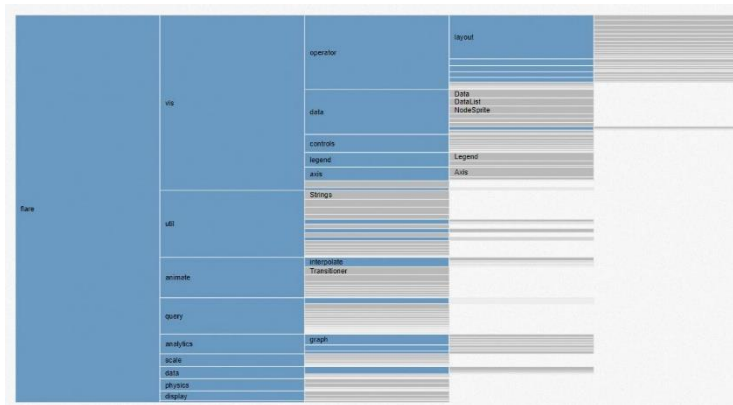 flare
vis
operator
layout
data
Data
DataList
NodeSprite
controls
legend
Legend
axis
Axis
util
Strings
animate
interpolate
Transitioner
query
analytics
graph
scale
data
physics
display